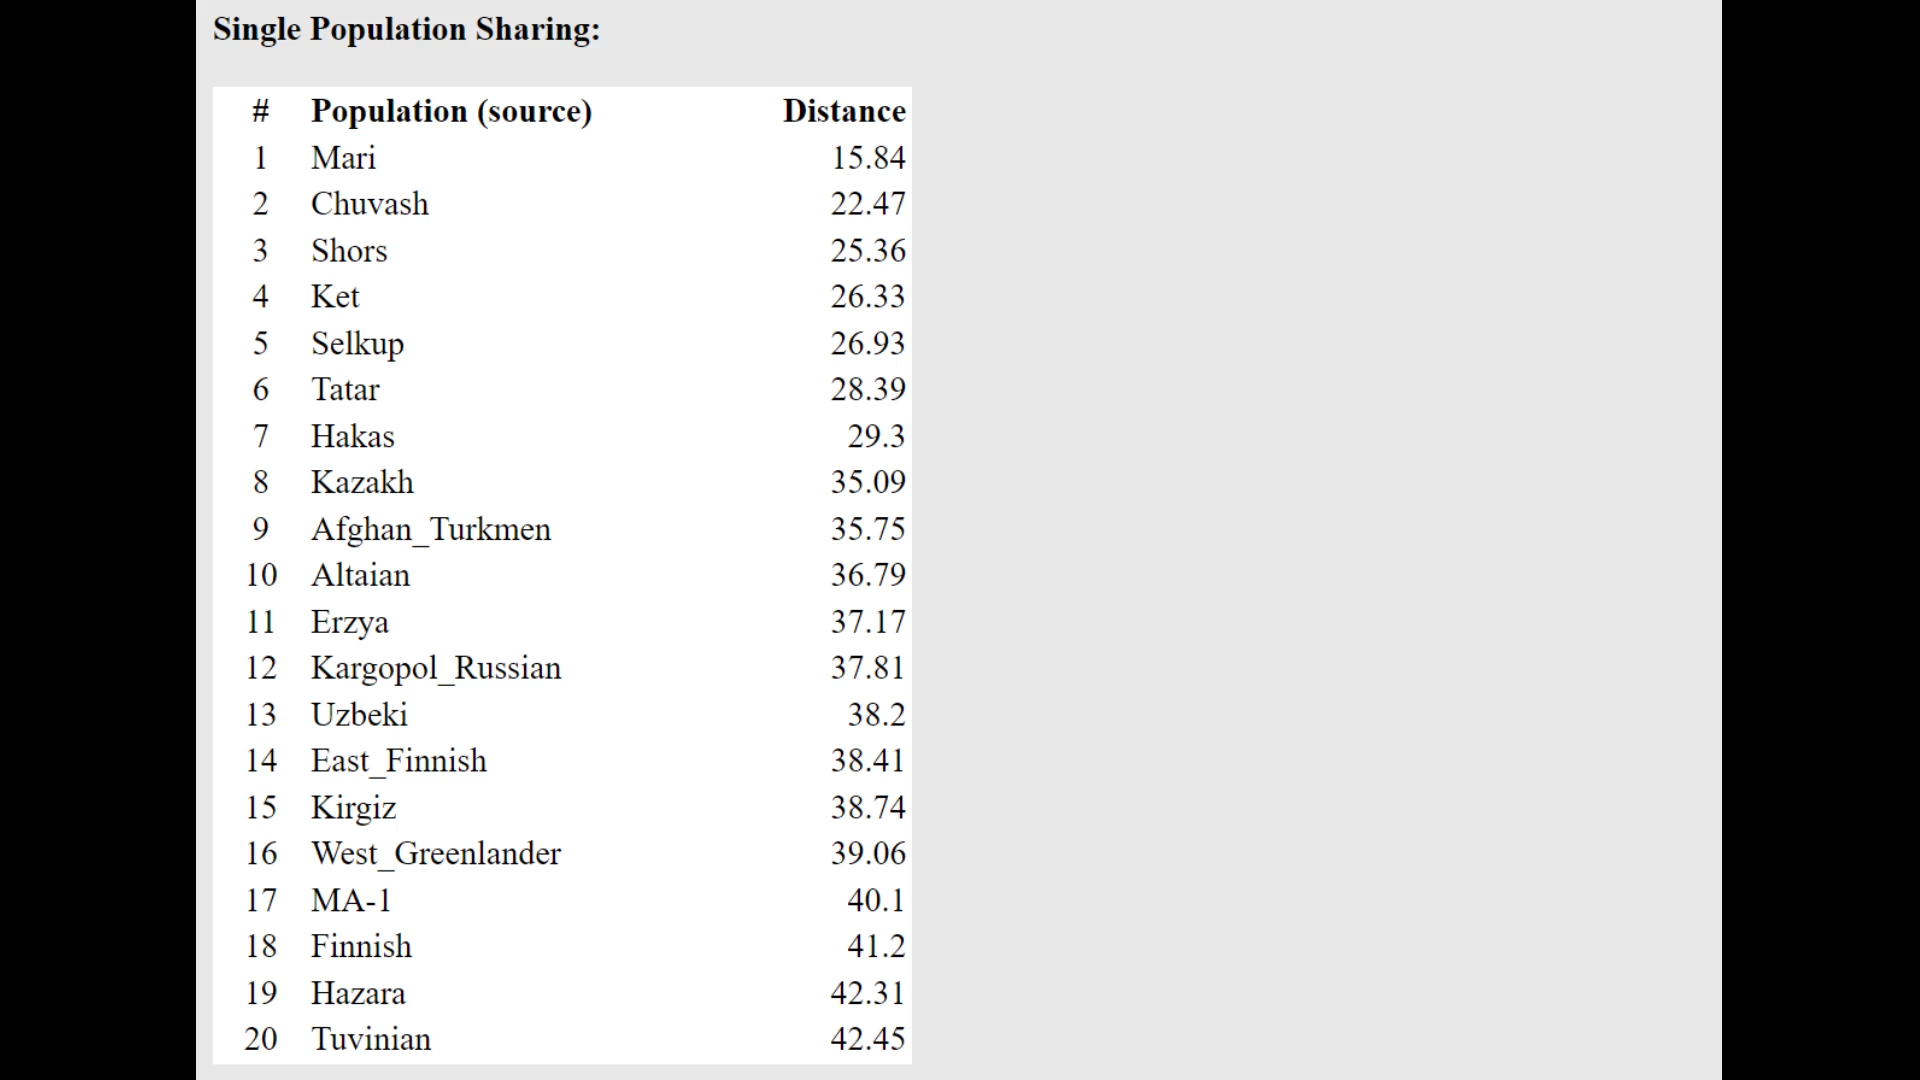 Single Population Sharing:
# Population (source) Distance
1 Mari 15.84
2 Chuvash 22.47
3 Shors 25.36
4 Ket 26.33
5 Selkup 26.93
6 Tatar 28.39
7 Hakas 29.3
8 Kazakh 35.09
9 Afghan_Turkmen 35.75
10 Altaian 36.79
11 Erzya 37.17
12 Kargopol_Russian 37.81
13 Uzbeki 38.2
14 East_Finnish 38.41
15 Kirgiz 38.74
16 West_Greenlander 39.06
17 MA-1 40.1
18 Finnish 41.2
19 Hazara 42.31
20 Tuvinian 42.45